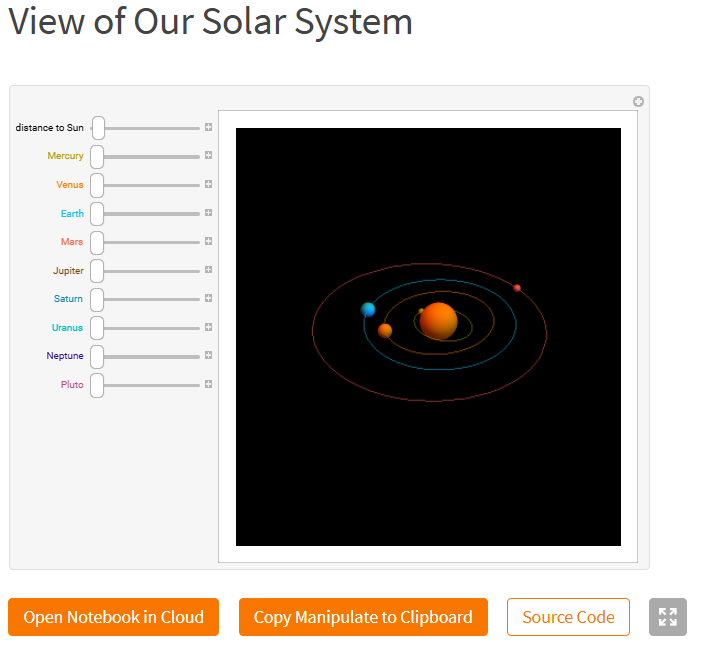 View of Our Solar System
distance to Sun
Mercury
Venus
Earth
Mars
Jupiter
Saturn
Uranus
Neptune
Pluto
Open Notebook in Cloud
Copy Manipulate to Clipboard
Source Code